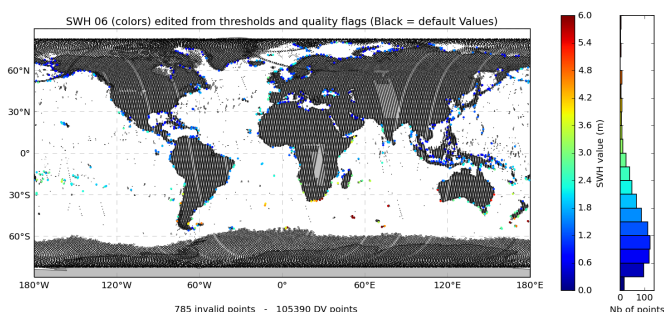 SWH 06 (colors) edited from thresholds and quality flags (Black = default Values)
60°N
30°N
0°
30°S
60°S
180°W 120°W 60°W 0° 60°E 120°E 180°E
785 invalid points - 105390 DV points
6.0
5.4
4.8
4.2
3.6
3.0
2.4
1.8
1.2
0.6
0.0
SWH value (m)
0 100
Nb of points